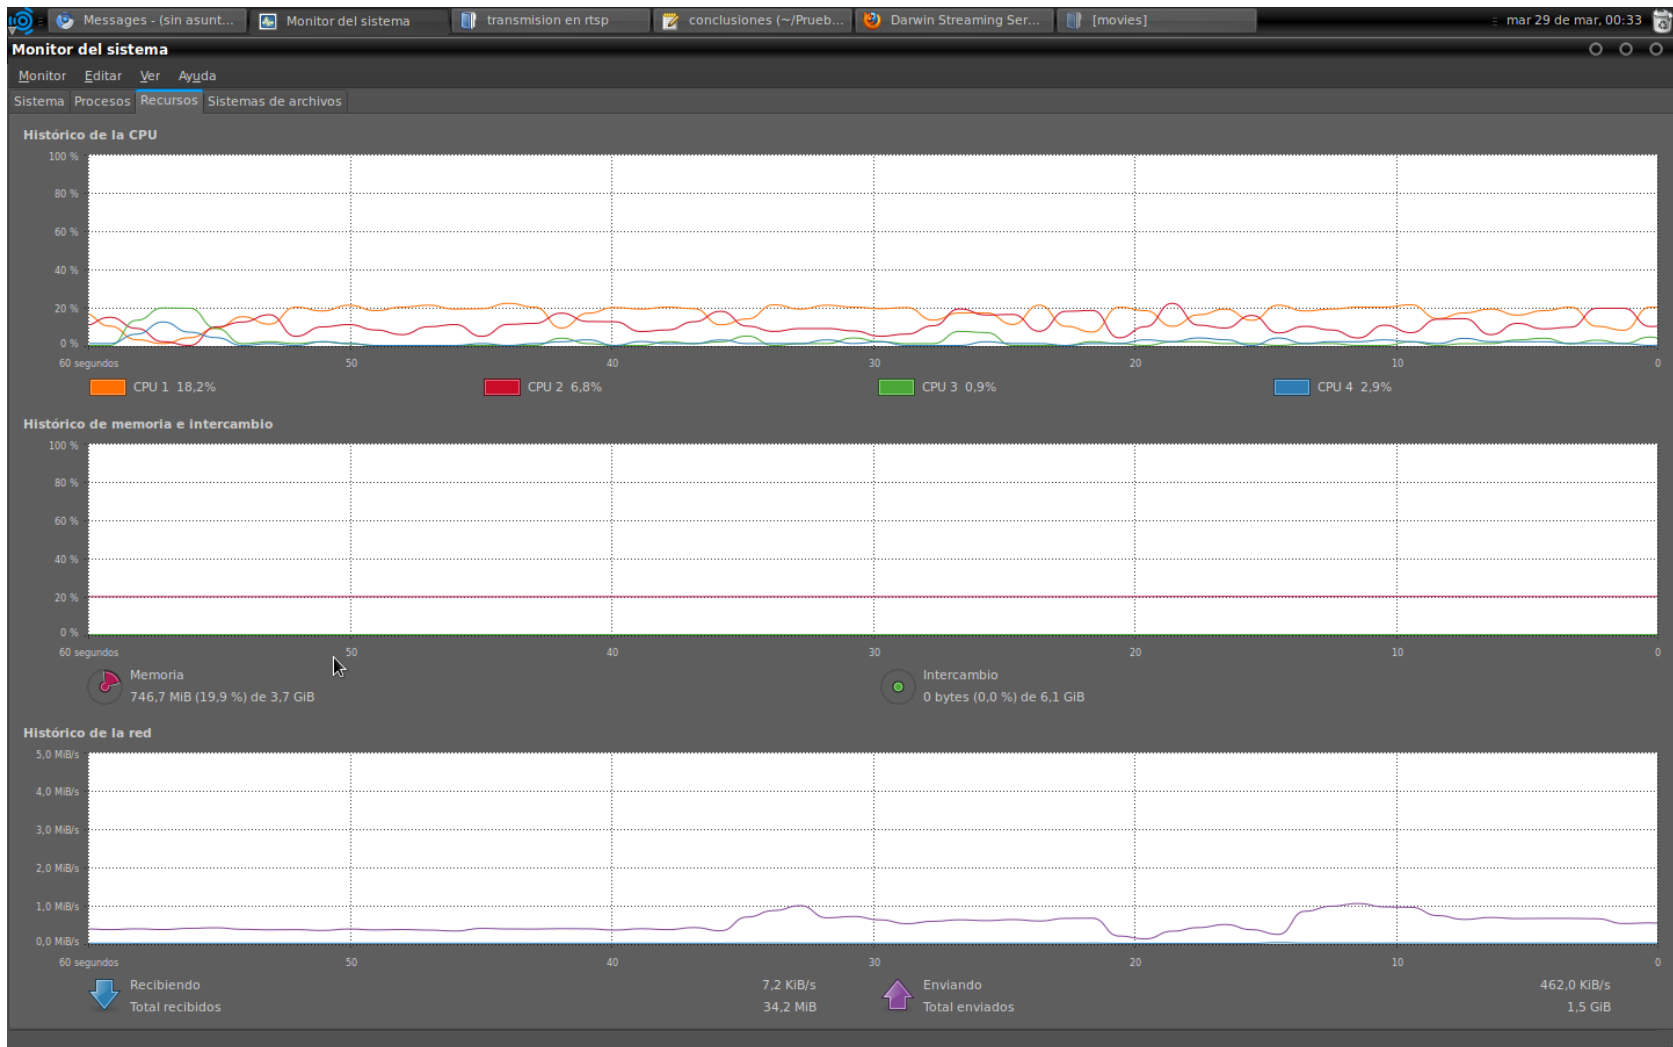 Messages - (sin asunt... Monitor del sistema transmision en rtsp conclusiones (~/Prueb... Darwin Streaming Ser... [movies] mar 29 de mar, 00:33
Monitor del sistema
Monitor Editar Ver Ayuda
Sistema Procesos Recursos Sistemas de archivos
Histórico de la CPU
100 %
80 %
60 %
40 %
20 %
0 %
60 segundos 50 40 30 20 10 0
CPU 1 18,2% CPU 2 6,8% CPU 3 0,9% CPU 4 2,9%
Histórico de memoria e intercambio
100 %
80 %
60 %
40 %
20 %
0 %
60 segundos 50 40 30 20 10 0
Memoria Intercambio
746,7 MiB (19,9 %) de 3,7 GiB 0 bytes (0,0 %) de 6,1 GiB
Histórico de la red
5,0 MiB/s
4,0 MiB/s
3,0 MiB/s
2,0 MiB/s
1,0 MiB/s
0,0 MiB/s
60 segundos 50 40 30 20 10 0
Recibiendo 7,2 KiB/s Enviando 462,0 KiB/s
Total recibidos 34,2 MiB Total enviados 1,5 GiB